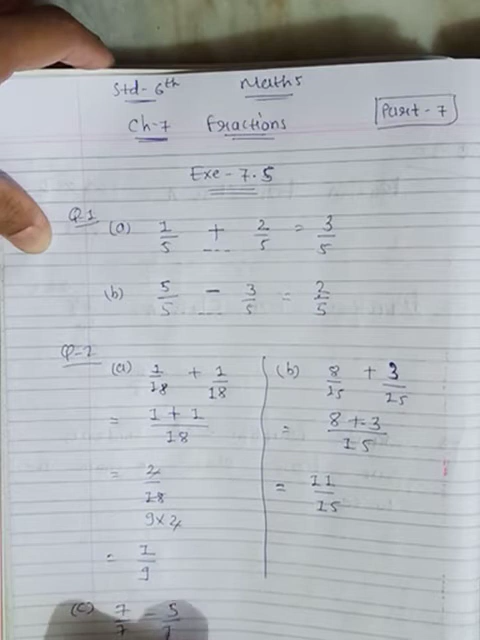 Std- 6th Maths
Ch-7 Fractions Part - 7
Exe - 7.5
Q1 (a) 1/5 + 2/5 = 3/5
(b) 5/5 - 3/5 = 2/5
Q-2 (a) 1/18 + 1/18
= 1 + 1/18
= 2/18
9 x 2
= 1/9
(b) 8/15 + 3/15
= 8 + 3/15
= 11/15
(c) 7/7 - 5/7